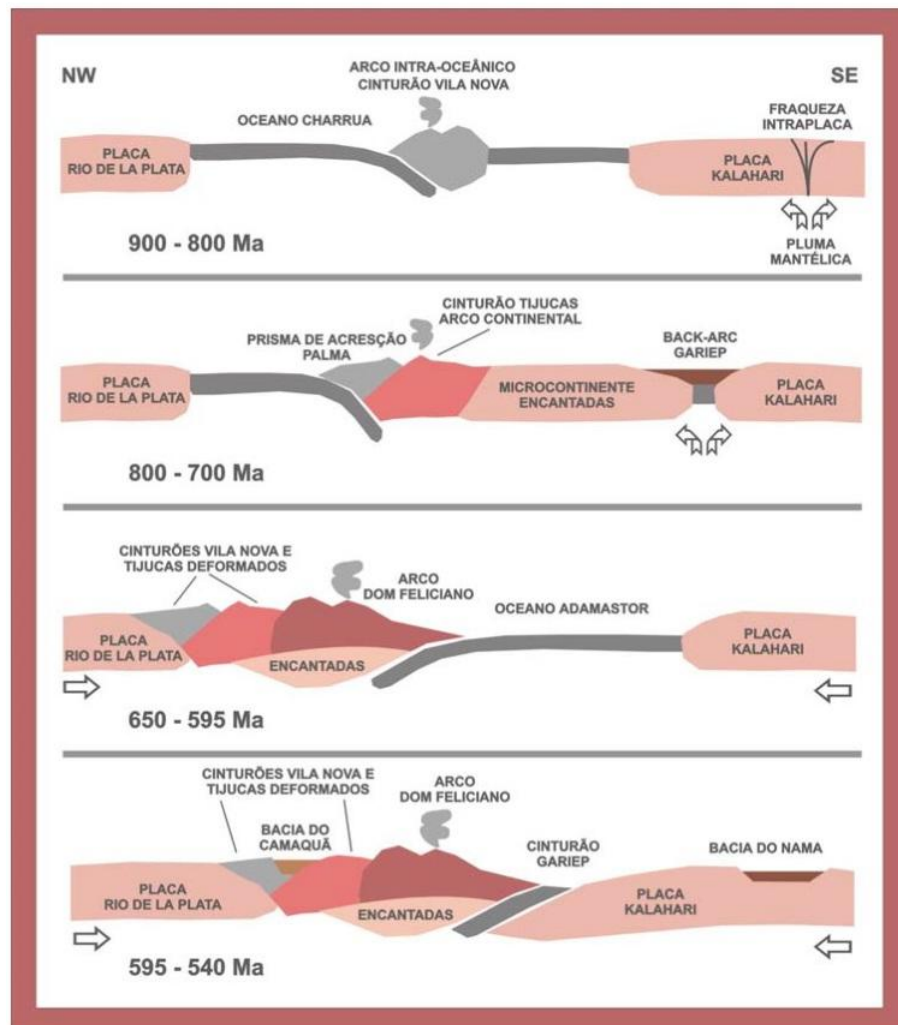 NW
SE
ARCO INTRA-OCEÂNICO
CINTURÃO VILA NOVA
OCEANO CHARRUA
FRAQUEZA
INTRAPLACA
PLACA
RIO DE LA PLATA
PLACA
KALAHARI
900 - 800 Ma
PLUMA
MANTÉLICA
CINTURÃO TIJUCAS
ARCO CONTINENTAL
PRISMA DE ACRESÇÃO
PALMA
BACK-ARC
GARIEP
PLACA
RIO DE LA PLATA
MICROCONTINENTE
ENCANTADAS
PLACA
KALAHARI
800 - 700 Ma
CINTURÕES VILA NOVA E
TIJUCAS DEFORMADOS
ARCO
DOM FELICIANO
OCEANO ADAMASTOR
PLACA
RIO DE LA PLATA
ENCANTADAS
PLACA
KALAHARI
650 - 595 Ma
CINTURÕES VILA NOVA E
TIJUCAS DEFORMADOS
ARCO
DOM FELICIANO
BACIA DO
CAMAQUÃ
CINTURÃO
GARIEP
BACIA DO NAMA
PLACA
RIO DE LA PLATA
ENCANTADAS
PLACA
KALAHARI
595 - 540 Ma